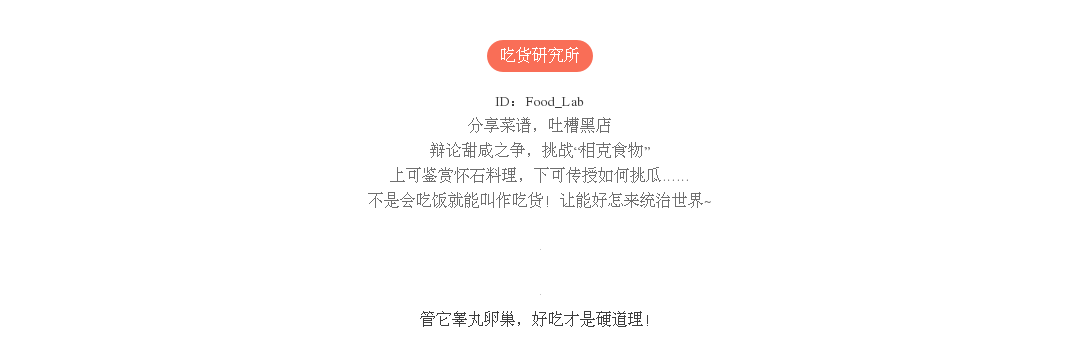 吃货研究所
ID：Food_Lab
分享菜谱，吐槽黑店
辩论甜咸之争，挑战“相克食物”
上可鉴赏怀石料理，下可传授如何挑瓜……
不是会吃饭就能叫作吃货！让能好怎来统治世界~
管它睾丸卵巢，好吃才是硬道理！